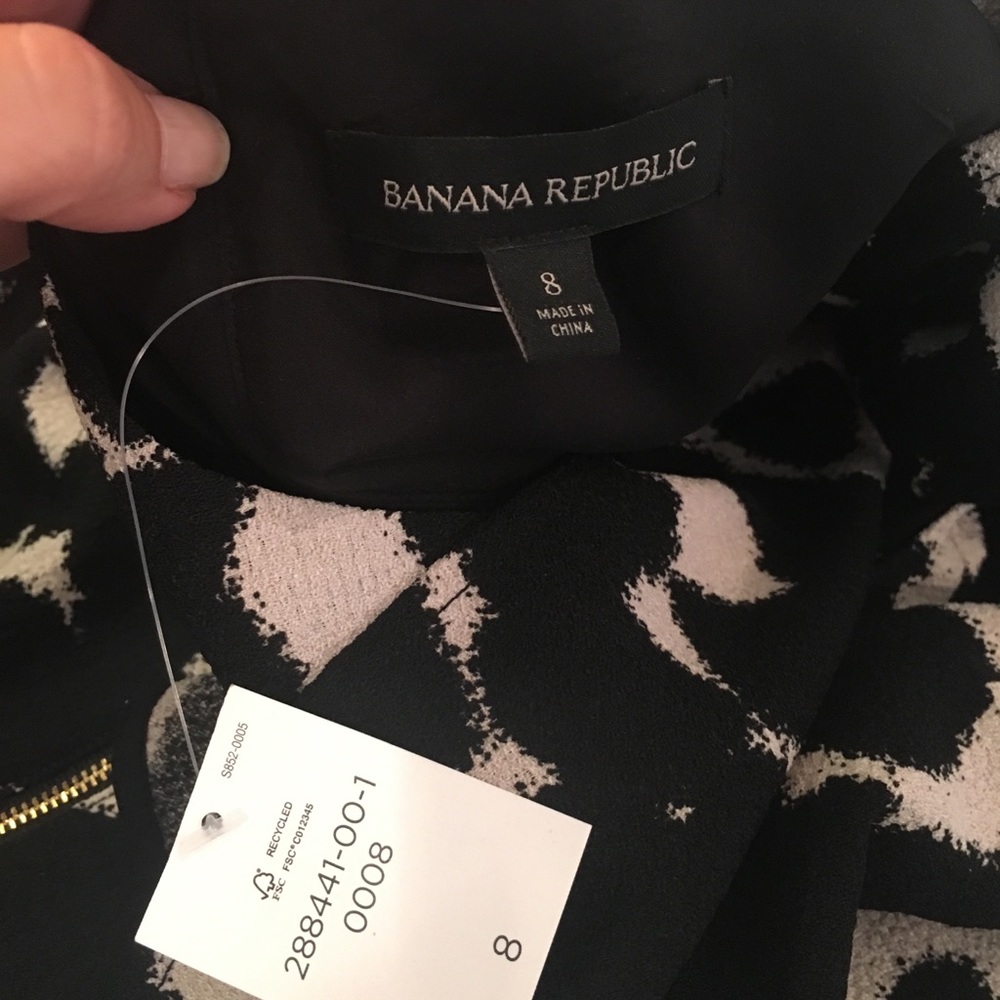 BANANA REPUBLIC
8
MADE IN
CHINA
S852-0005
RECYCLED
FSC® C012345
FSC
288441-00-1
0008
8